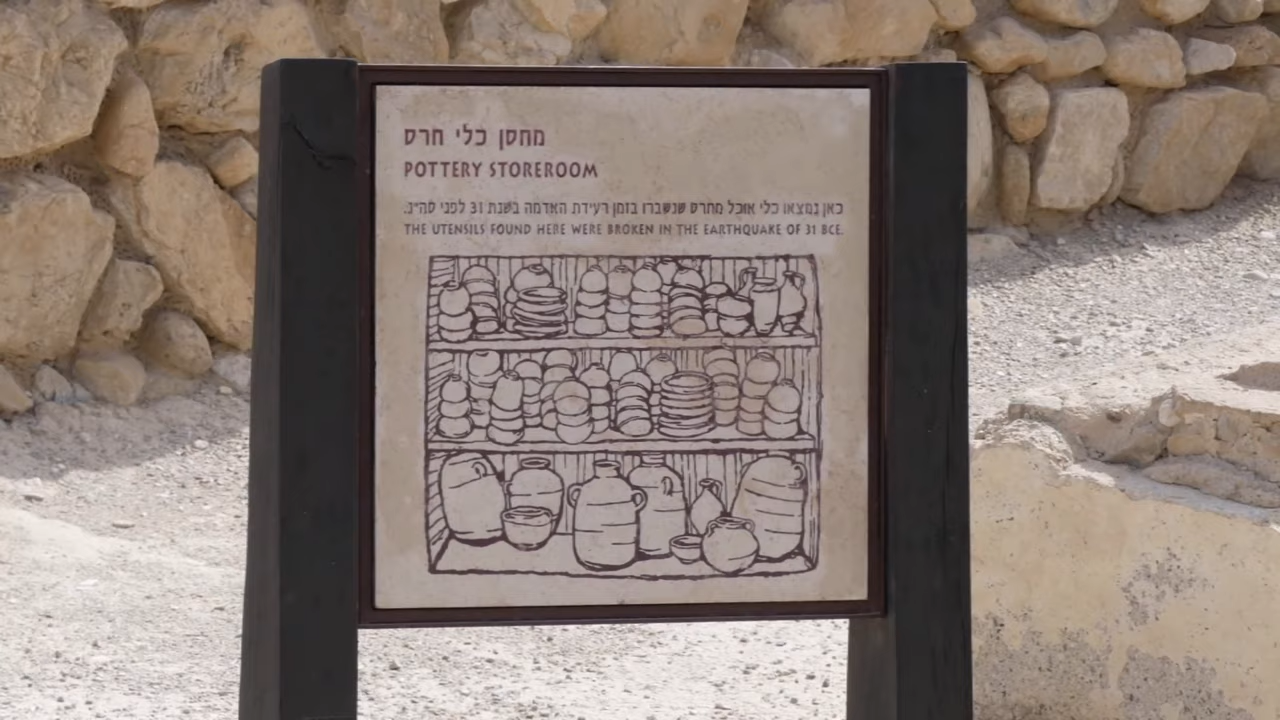 מחסן כלי חרס
POTTERY STOREROOM
כאן נמצאו כלי אוכל מחרס שנשברו בזמן רעידת האדמה בשנת 31 לפני סה״נ.
THE UTENSILS FOUND HERE WERE BROKEN IN THE EARTHQUAKE OF 31 BCE.